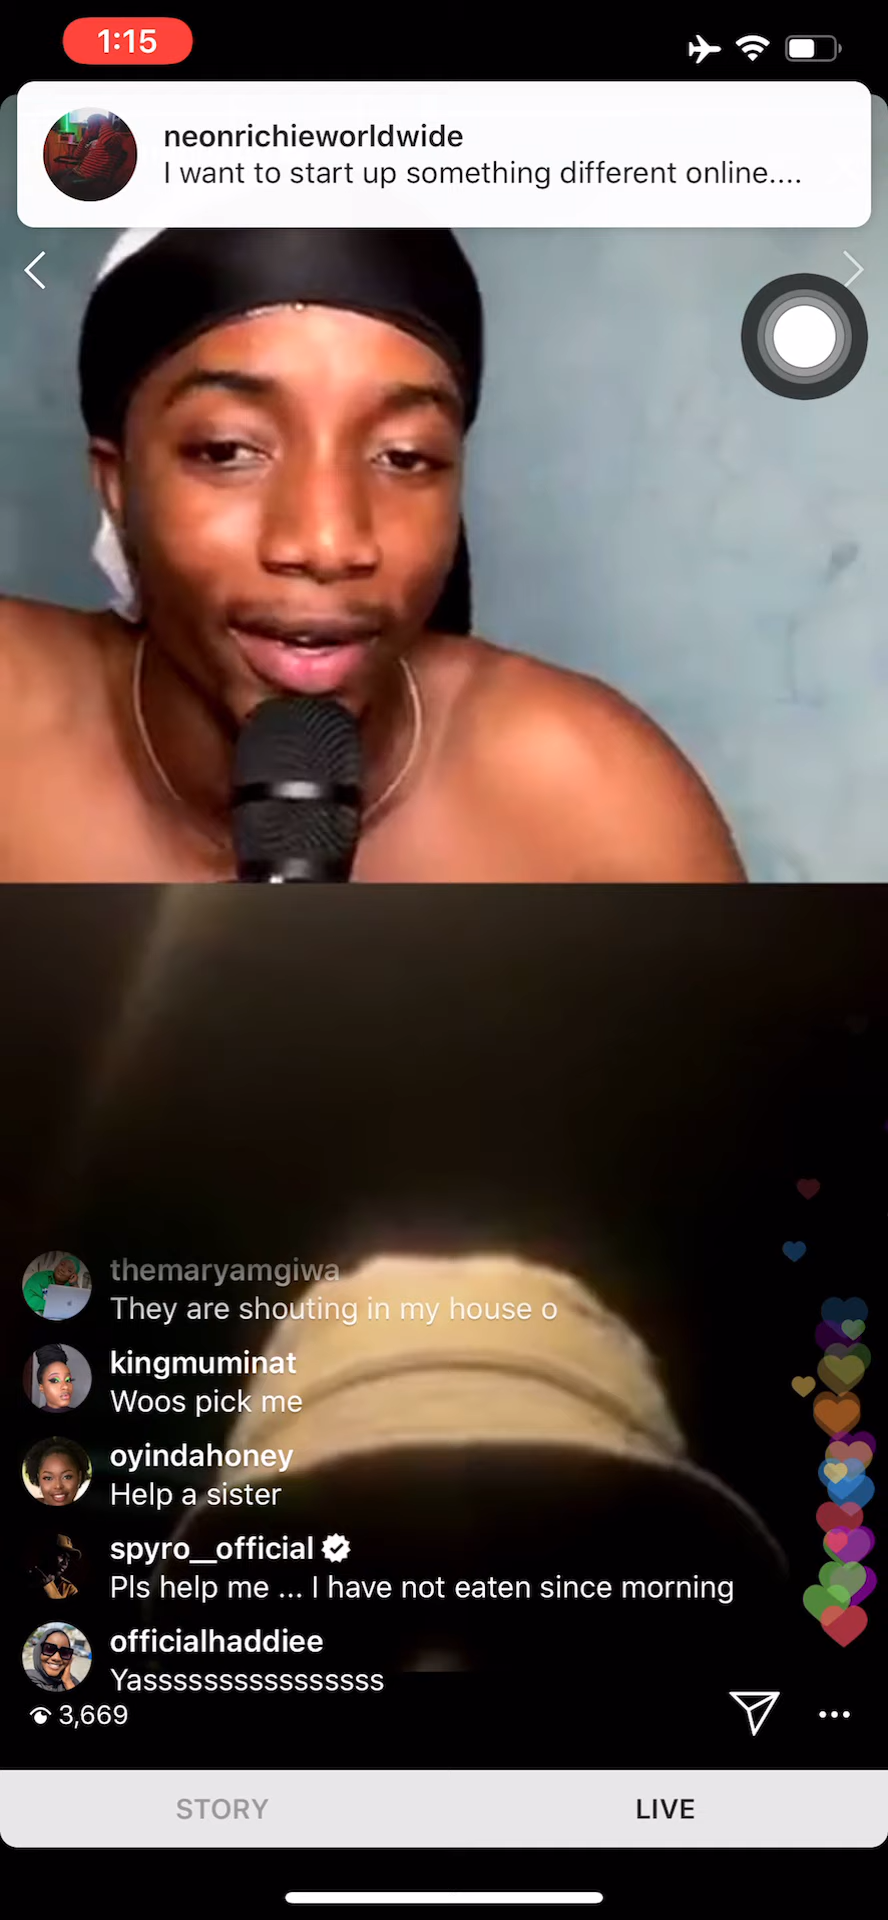 1:15
neonrichieworldwide
I want to start up something different online....
themaryamgiwa
They are shouting in my house o
kingmuminat
Woos pick me
oyindahoney
Help a sister
spyro__official
Pls help me ... I have not eaten since morning
officialhaddiee
Yassssssssssssssss
3,669
STORY
LIVE